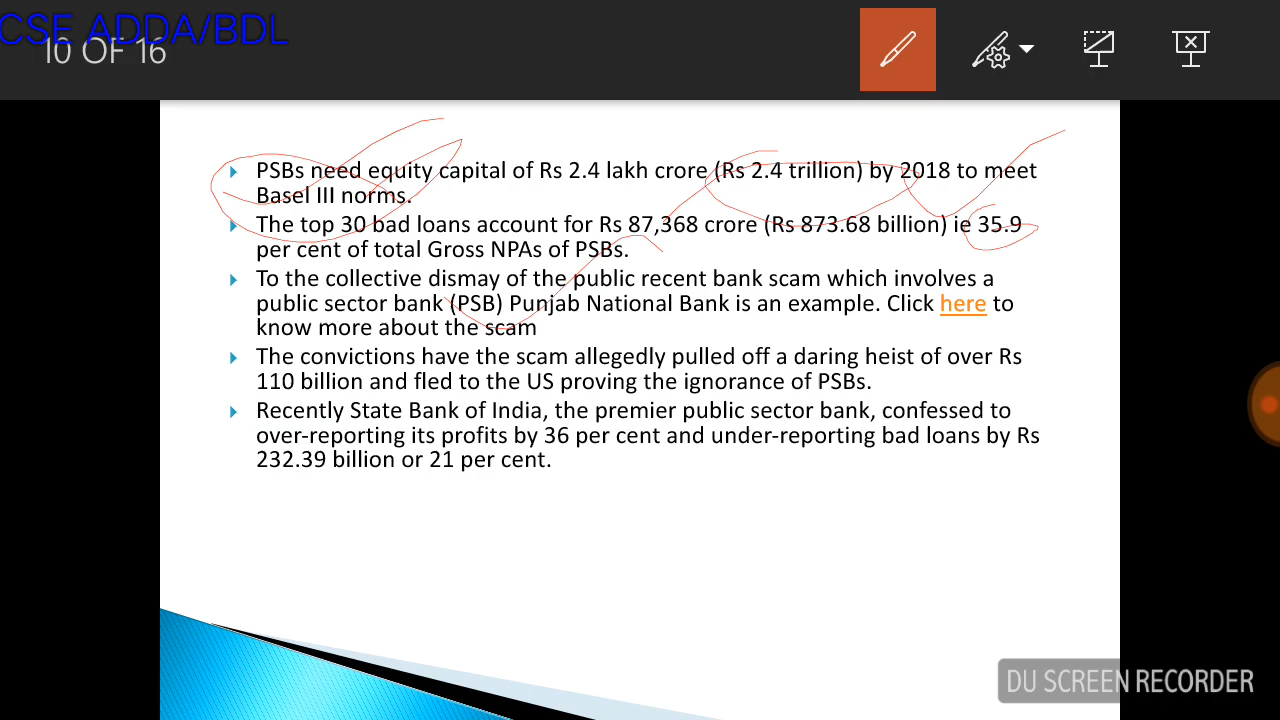 CSE ADDA/BDL
10 OF 16
PSBs need equity capital of Rs 2.4 lakh crore (Rs 2.4 trillion) by 2018 to meet
Basel III norms.
The top 30 bad loans account for Rs 87,368 crore (Rs 873.68 billion) ie 35.9
per cent of total Gross NPAs of PSBs.
To the collective dismay of the public recent bank scam which involves a
public sector bank (PSB) Punjab National Bank is an example. Click here to
know more about the scam
The convictions have the scam allegedly pulled off a daring heist of over Rs
110 billion and fled to the US proving the ignorance of PSBs.
Recently State Bank of India, the premier public sector bank, confessed to
over-reporting its profits by 36 per cent and under-reporting bad loans by Rs
232.39 billion or 21 per cent.
DU SCREEN RECORDER